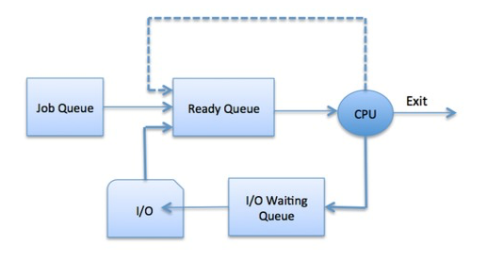 Job Queue
Ready Queue
CPU
Exit
I/O
I/O Waiting
Queue